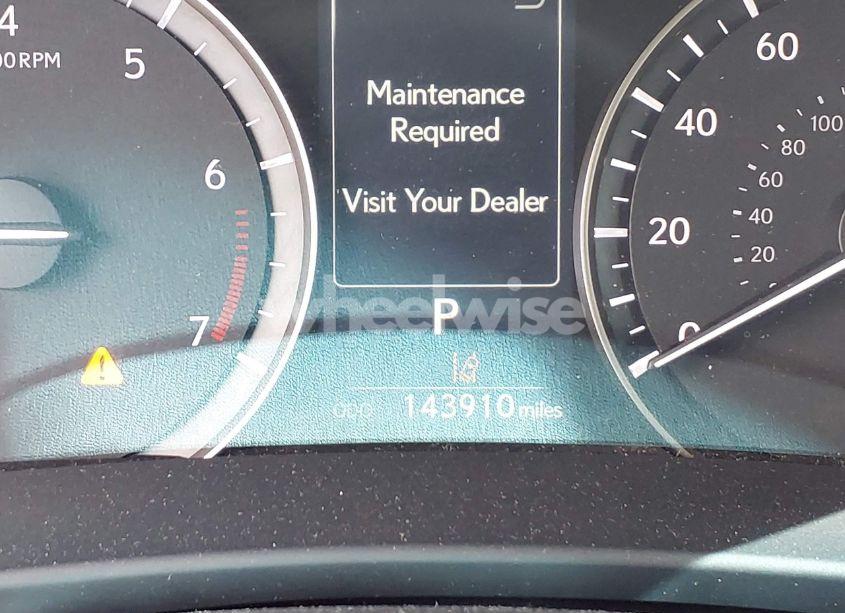 4
5
6
7
00RPM
Maintenance
Required
Visit Your Dealer
P
ODO 143910 miles
0
20
40
60
20
40
60
80
100
wheelwise